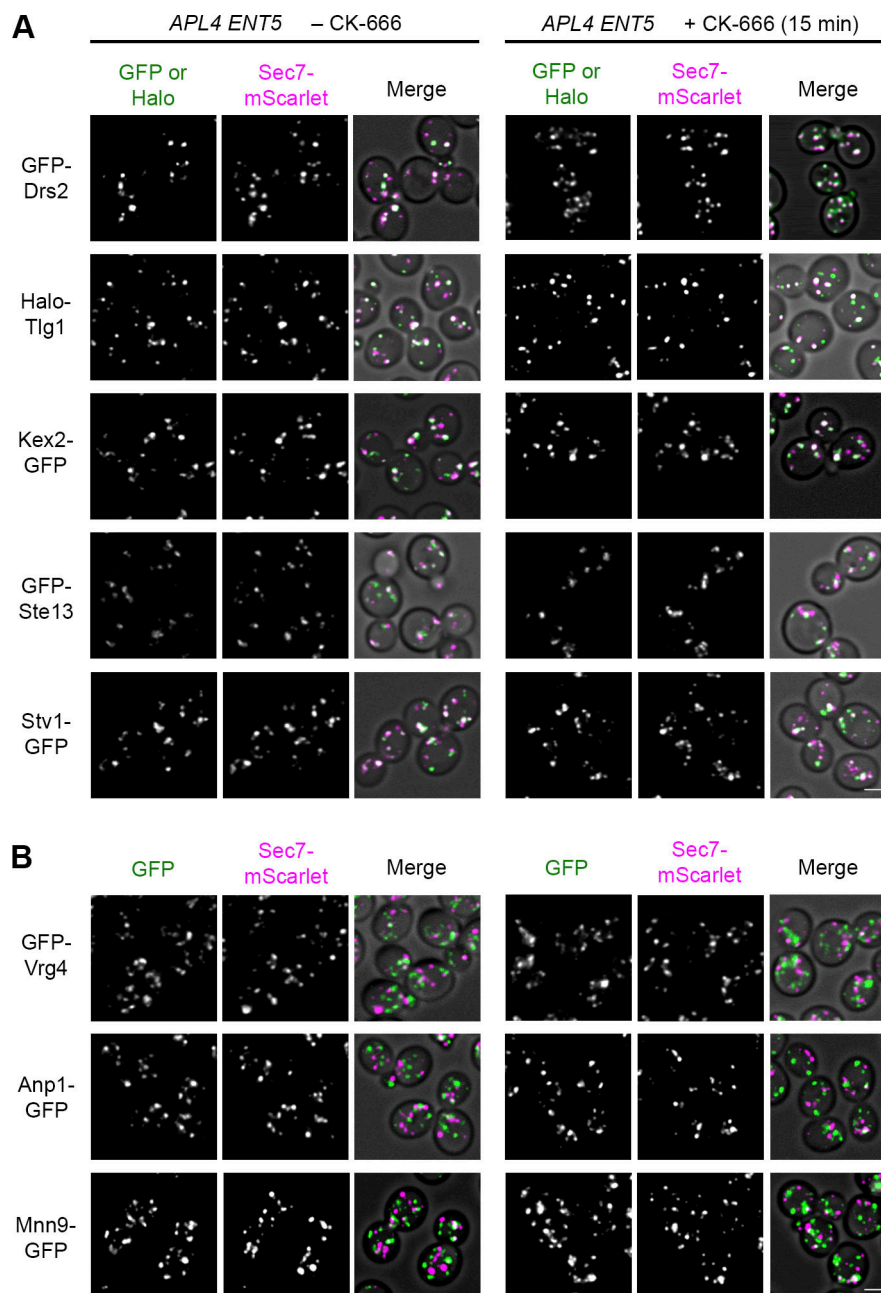 A
APL4 ENT5 – CK-666
APL4 ENT5 + CK-666 (15 min)
GFP or
Halo
Sec7-
mScarlet
Merge
GFP or
Halo
Sec7-
mScarlet
Merge
GFP-
Drs2
Halo-
Tlg1
Kex2-
GFP
GFP-
Ste13
Stv1-
GFP
B
GFP
Sec7-
mScarlet
Merge
GFP
Sec7-
mScarlet
Merge
GFP-
Vrg4
Anp1-
GFP
Mnn9-
GFP